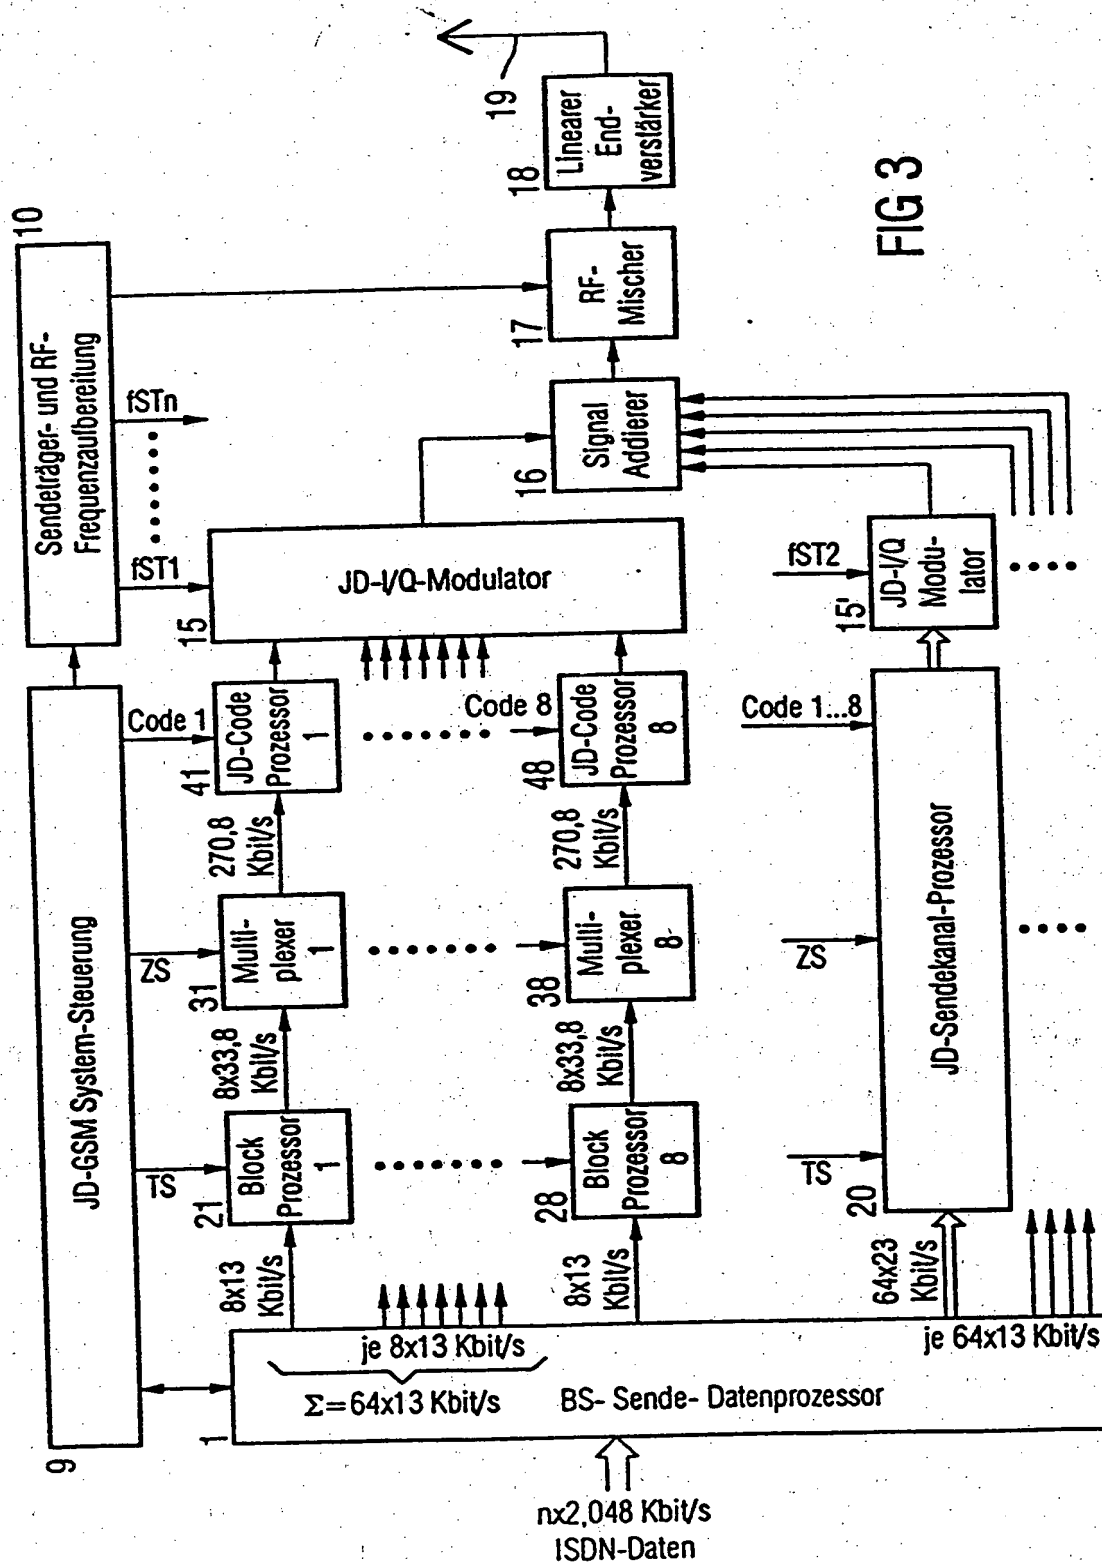 FIG 3
JD-GSM System-Steuerung
9
Sendeträger- und RF-
Frequenzaufbereitung
10
fST1
fSTn
TS
ZS
Code 1
1
BS- Sende- Datenprozessor
nx2,048 Kbit/s
ISDN-Daten
je 8x13 Kbit/s
Σ=64x13 Kbit/s
je 64x13 Kbit/s
8x13
Kbit/s
21
Block
Prozessor
1
8x33,8
Kbit/s
31
Multi-
plexer
1
270,8
Kbit/s
41
JD-Code
Prozessor
1
15
JD-I/Q-Modulator
8x13
Kbit/s
28
Block
Prozessor
8
8x33,8
Kbit/s
38
Multi-
plexer
8
270,8
Kbit/s
Code 8
48
JD-Code
Prozessor
8
16
Signal
Addierer
17
RF-
Mischer
18
Linearer
End-
verstärker
19
64x23
Kbit/s
20
TS
ZS
Code 1...8
JD-Sendekanal-Prozessor
fST2
15'
JD-I/Q
Modu-
lator